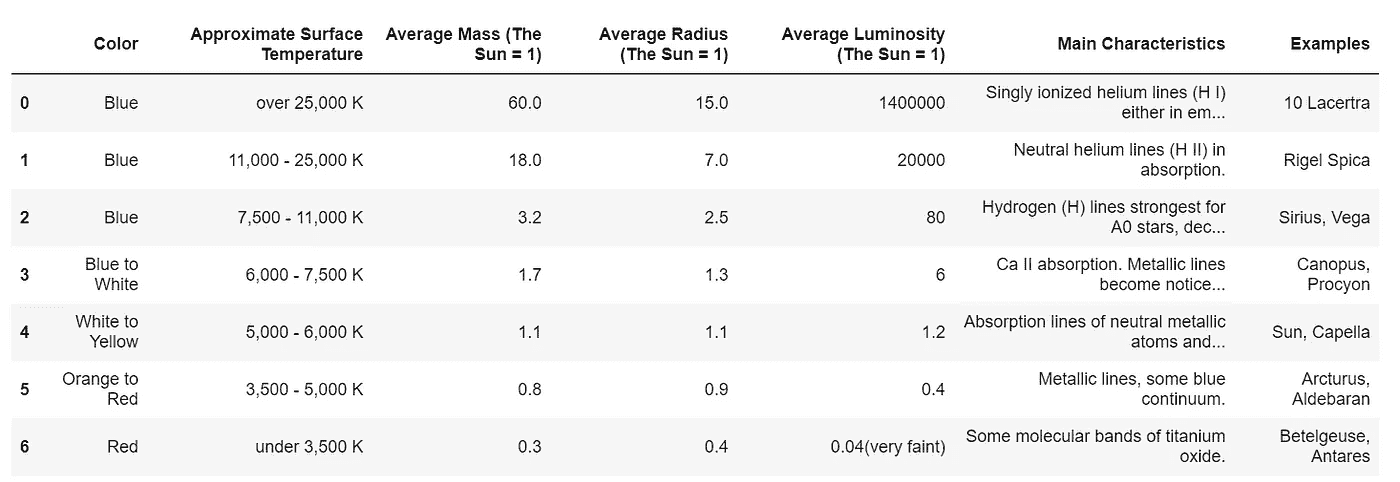 Color Approximate Surface Temperature Average Mass (The Sun = 1) Average Radius (The Sun = 1) Average Luminosity (The Sun = 1) Main Characteristics Examples
0 Blue over 25,000 K 60.0 15.0 1400000 Singly ionized helium lines (H I) either in em... 10 Lacertra
1 Blue 11,000 - 25,000 K 18.0 7.0 20000 Neutral helium lines (H II) in absorption. Rigel Spica
2 Blue 7,500 - 11,000 K 3.2 2.5 80 Hydrogen (H) lines strongest for A0 stars, dec... Sirius, Vega
3 Blue to White 6,000 - 7,500 K 1.7 1.3 6 Ca II absorption. Metallic lines become notice... Canopus, Procyon
4 White to Yellow 5,000 - 6,000 K 1.1 1.1 1.2 Absorption lines of neutral metallic atoms and... Sun, Capella
5 Orange to Red 3,500 - 5,000 K 0.8 0.9 0.4 Metallic lines, some blue continuum. Arcturus, Aldebaran
6 Red under 3,500 K 0.3 0.4 0.04(very faint) Some molecular bands of titanium oxide. Betelgeuse, Antares